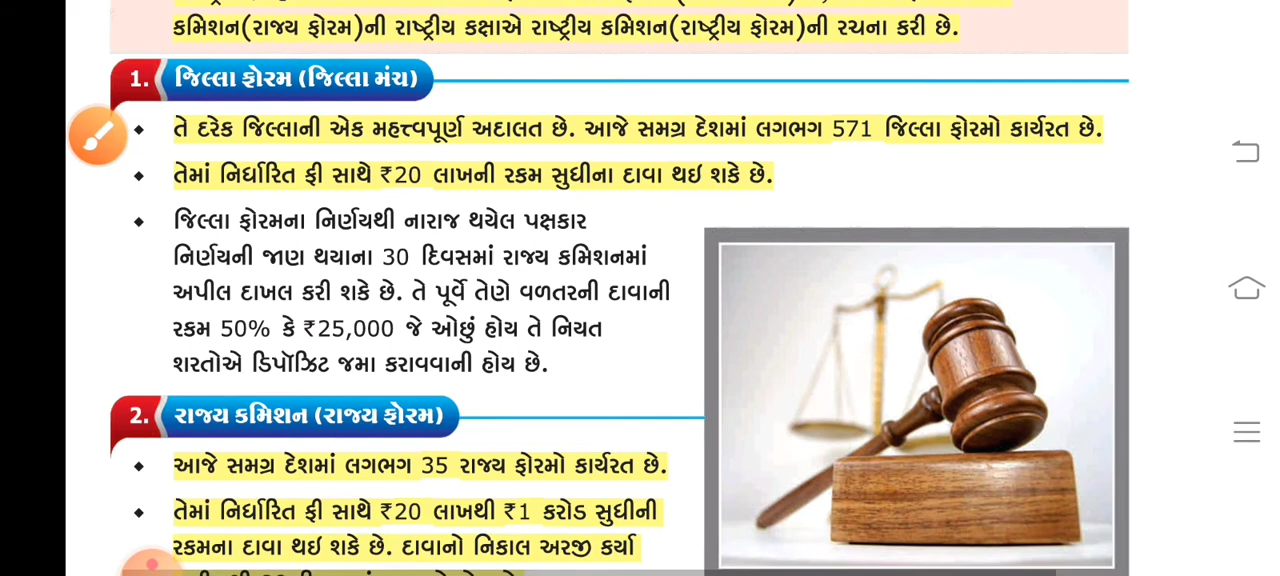 કમિશન(રાજ્ય ફોરમ)ની રાષ્ટ્રીય કક્ષાએ રાષ્ટ્રીય કમિશન(રાષ્ટ્રીય ફોરમ)ની રચના કરી છે.
1. જિલ્લા ફોરમ (જિલ્લા મંચ)
◆ તે દરેક જિલ્લાની એક મહત્ત્વપૂર્ણ અદાલત છે. આજે સમગ્ર દેશમાં લગભગ 571 જિલ્લા ફોરમો કાર્યરત છે.
◆ તેમાં નિર્ધારિત ફી સાથે ₹20 લાખની રકમ સુધીના દાવા થઈ શકે છે.
◆ જિલ્લા ફોરમના નિર્ણયથી નારાજ થયેલ પક્ષકાર
નિર્ણયની જાણ થયાના 30 દિવસમાં રાજ્ય કમિશનમાં
અપીલ દાખલ કરી શકે છે. તે પૂર્વે તેણે વળતરની દાવાની
રકમ 50% કે ₹25,000 જે ઓછું હોય તે નિયત
શરતોએ ડિપૉઝિટ જમા કરાવવાની હોય છે.
2. રાજ્ય કમિશન (રાજ્ય ફોરમ)
◆ આજે સમગ્ર દેશમાં લગભગ 35 રાજ્ય ફોરમો કાર્યરત છે.
◆ તેમાં નિર્ધારિત ફી સાથે ₹20 લાખથી ₹1 કરોડ સુધીની
રકમના દાવા થઈ શકે છે. દાવાનો નિકાલ અરજી કર્યા